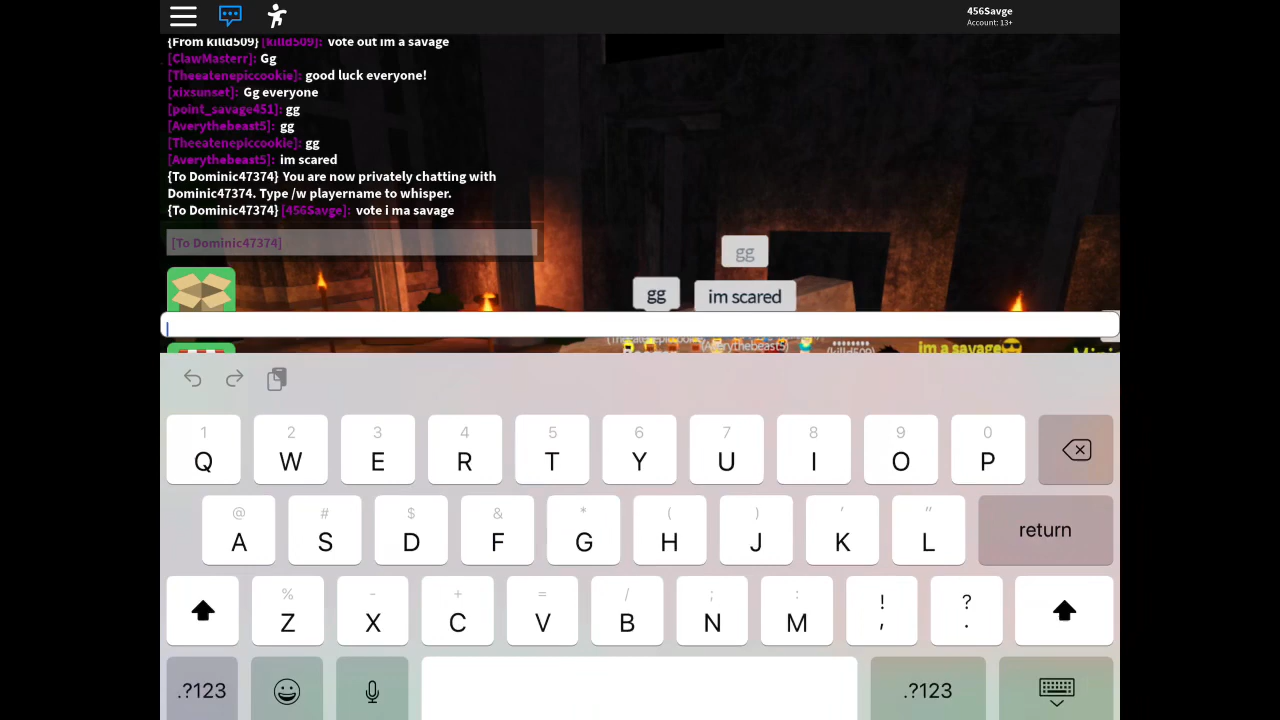 456Savge
Account: 13+
{From killd509} [killd509]: vote out im a savage
[ClawMasterr]: Gg
[Theeatenepiccookie]: good luck everyone!
[xixsunset]: Gg everyone
[point_savage451]: gg
[Averythebeast5]: gg
[Theeatenepiccookie]: gg
[Averythebeast5]: im scared
{To Dominic47374} You are now privately chatting with
Dominic47374. Type /w playername to whisper.
{To Dominic47374} [456Savge]: vote i ma savage
[To Dominic47374]
gg
gg
im scared
(Averythebeast5)
(killd509)
im a savage😎
1 2 3 4 5 6 7 8 9 0
Q W E R T Y U I O P
@ # $ & * ( ) ' "
A S D F G H J K L return
% - + = / ; : ! ?
Z X C V B N M , .
.?123 .?123